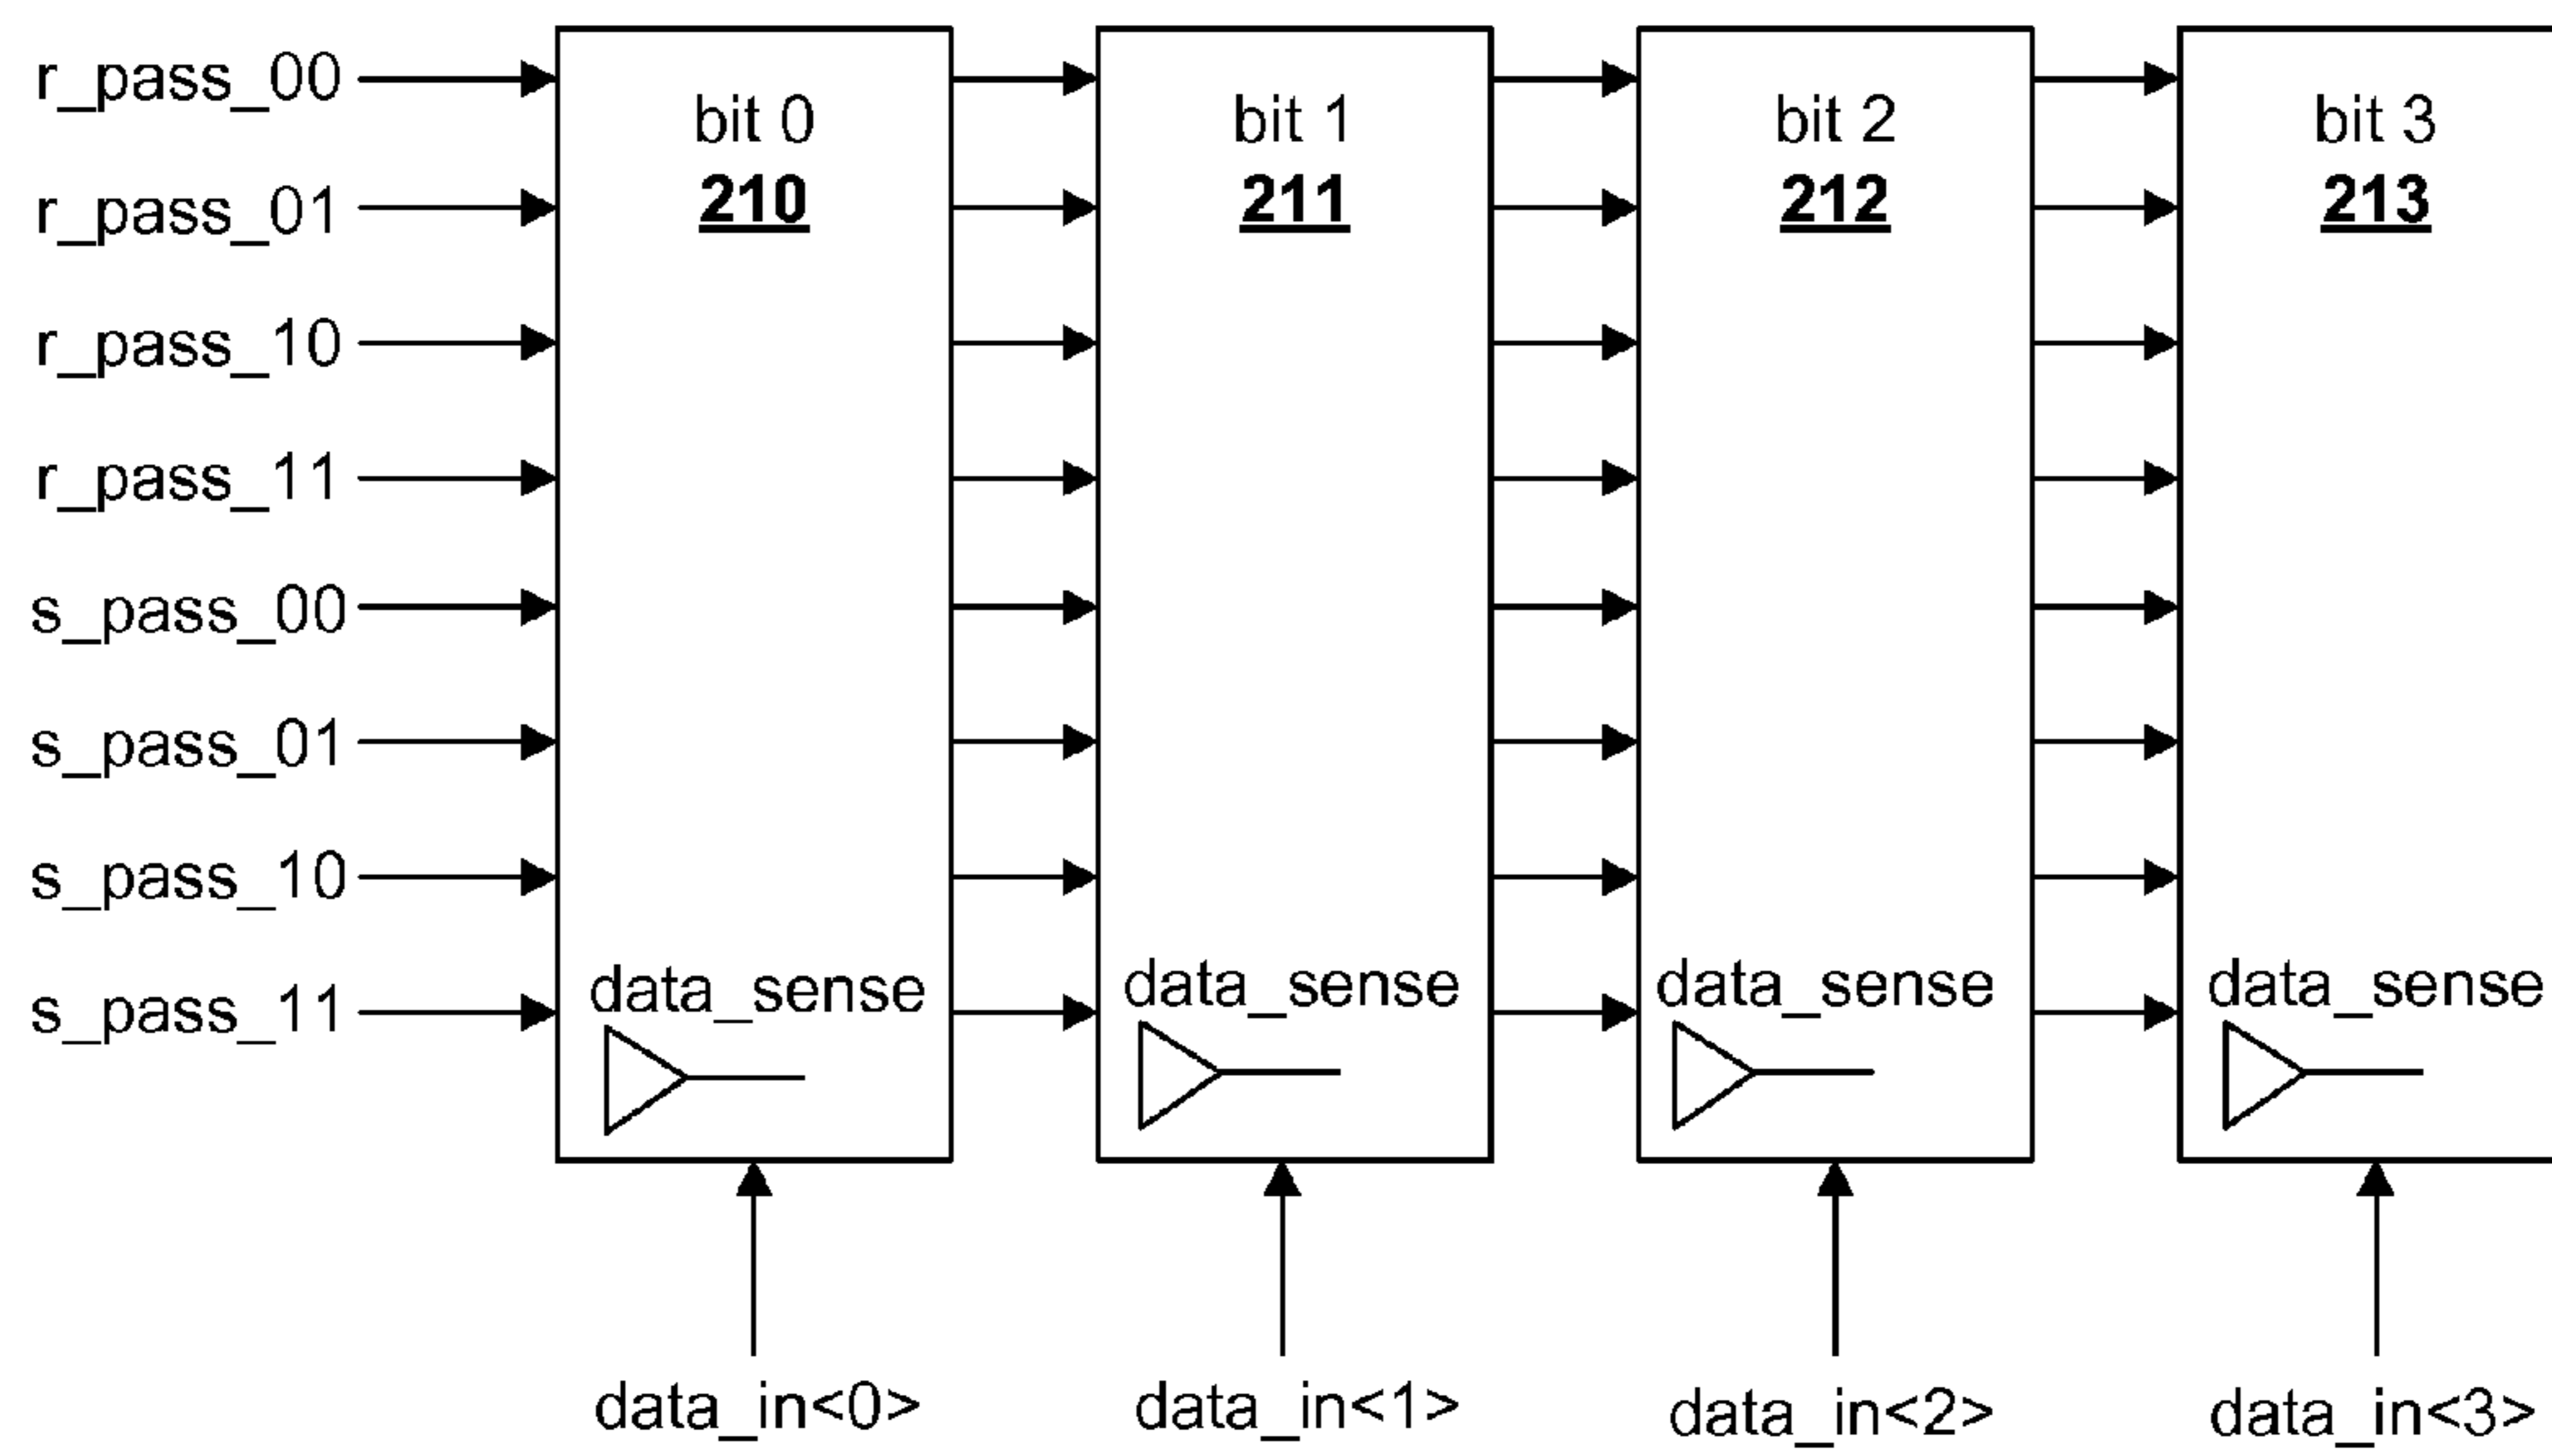 r_pass_00
r_pass_01
r_pass_10
r_pass_11
s_pass_00
s_pass_01
s_pass_10
s_pass_11
bit 0
210
data_sense
data_in<0>
bit 1
211
data_sense
data_in<1>
bit 2
212
data_sense
data_in<2>
bit 3
213
data_sense
data_in<3>